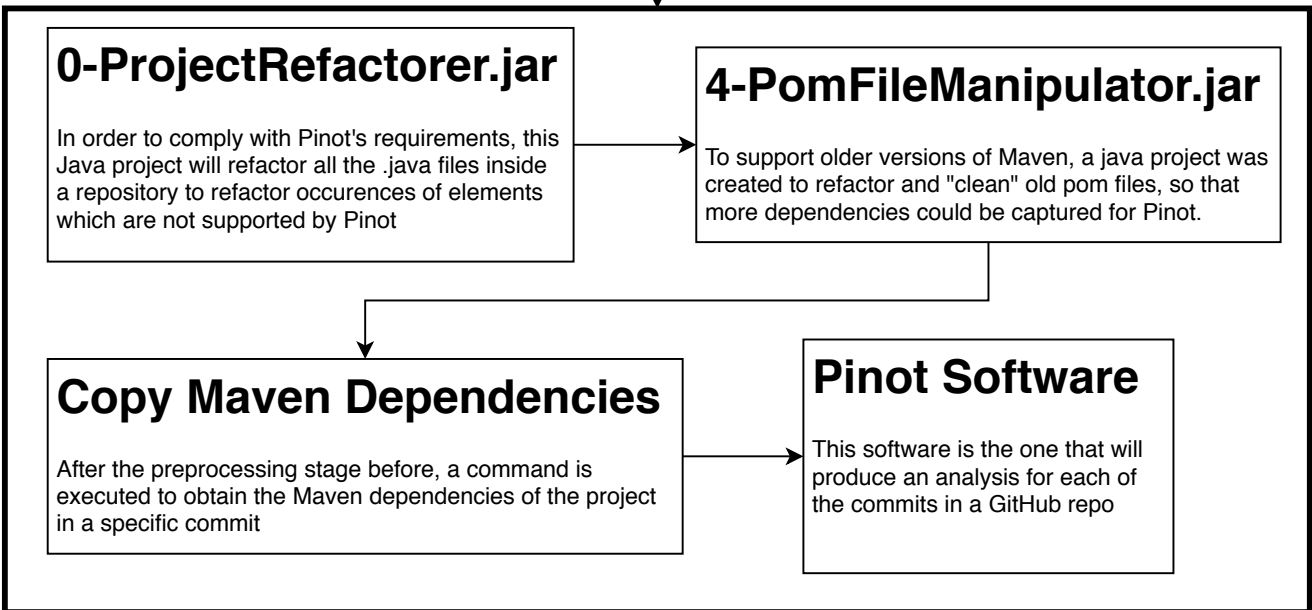 0-ProjectRefactorer.jar
In order to comply with Pinot's requirements, this
Java project will refactor all the .java files inside
a repository to refactor occurences of elements
which are not supported by Pinot
4-PomFileManipulator.jar
To support older versions of Maven, a java project was
created to refactor and "clean" old pom files, so that
more dependencies could be captured for Pinot.
Copy Maven Dependencies
After the preprocessing stage before, a command is
executed to obtain the Maven dependencies of the project
in a specific commit
Pinot Software
This software is the one that will
produce an analysis for each of
the commits in a GitHub repo